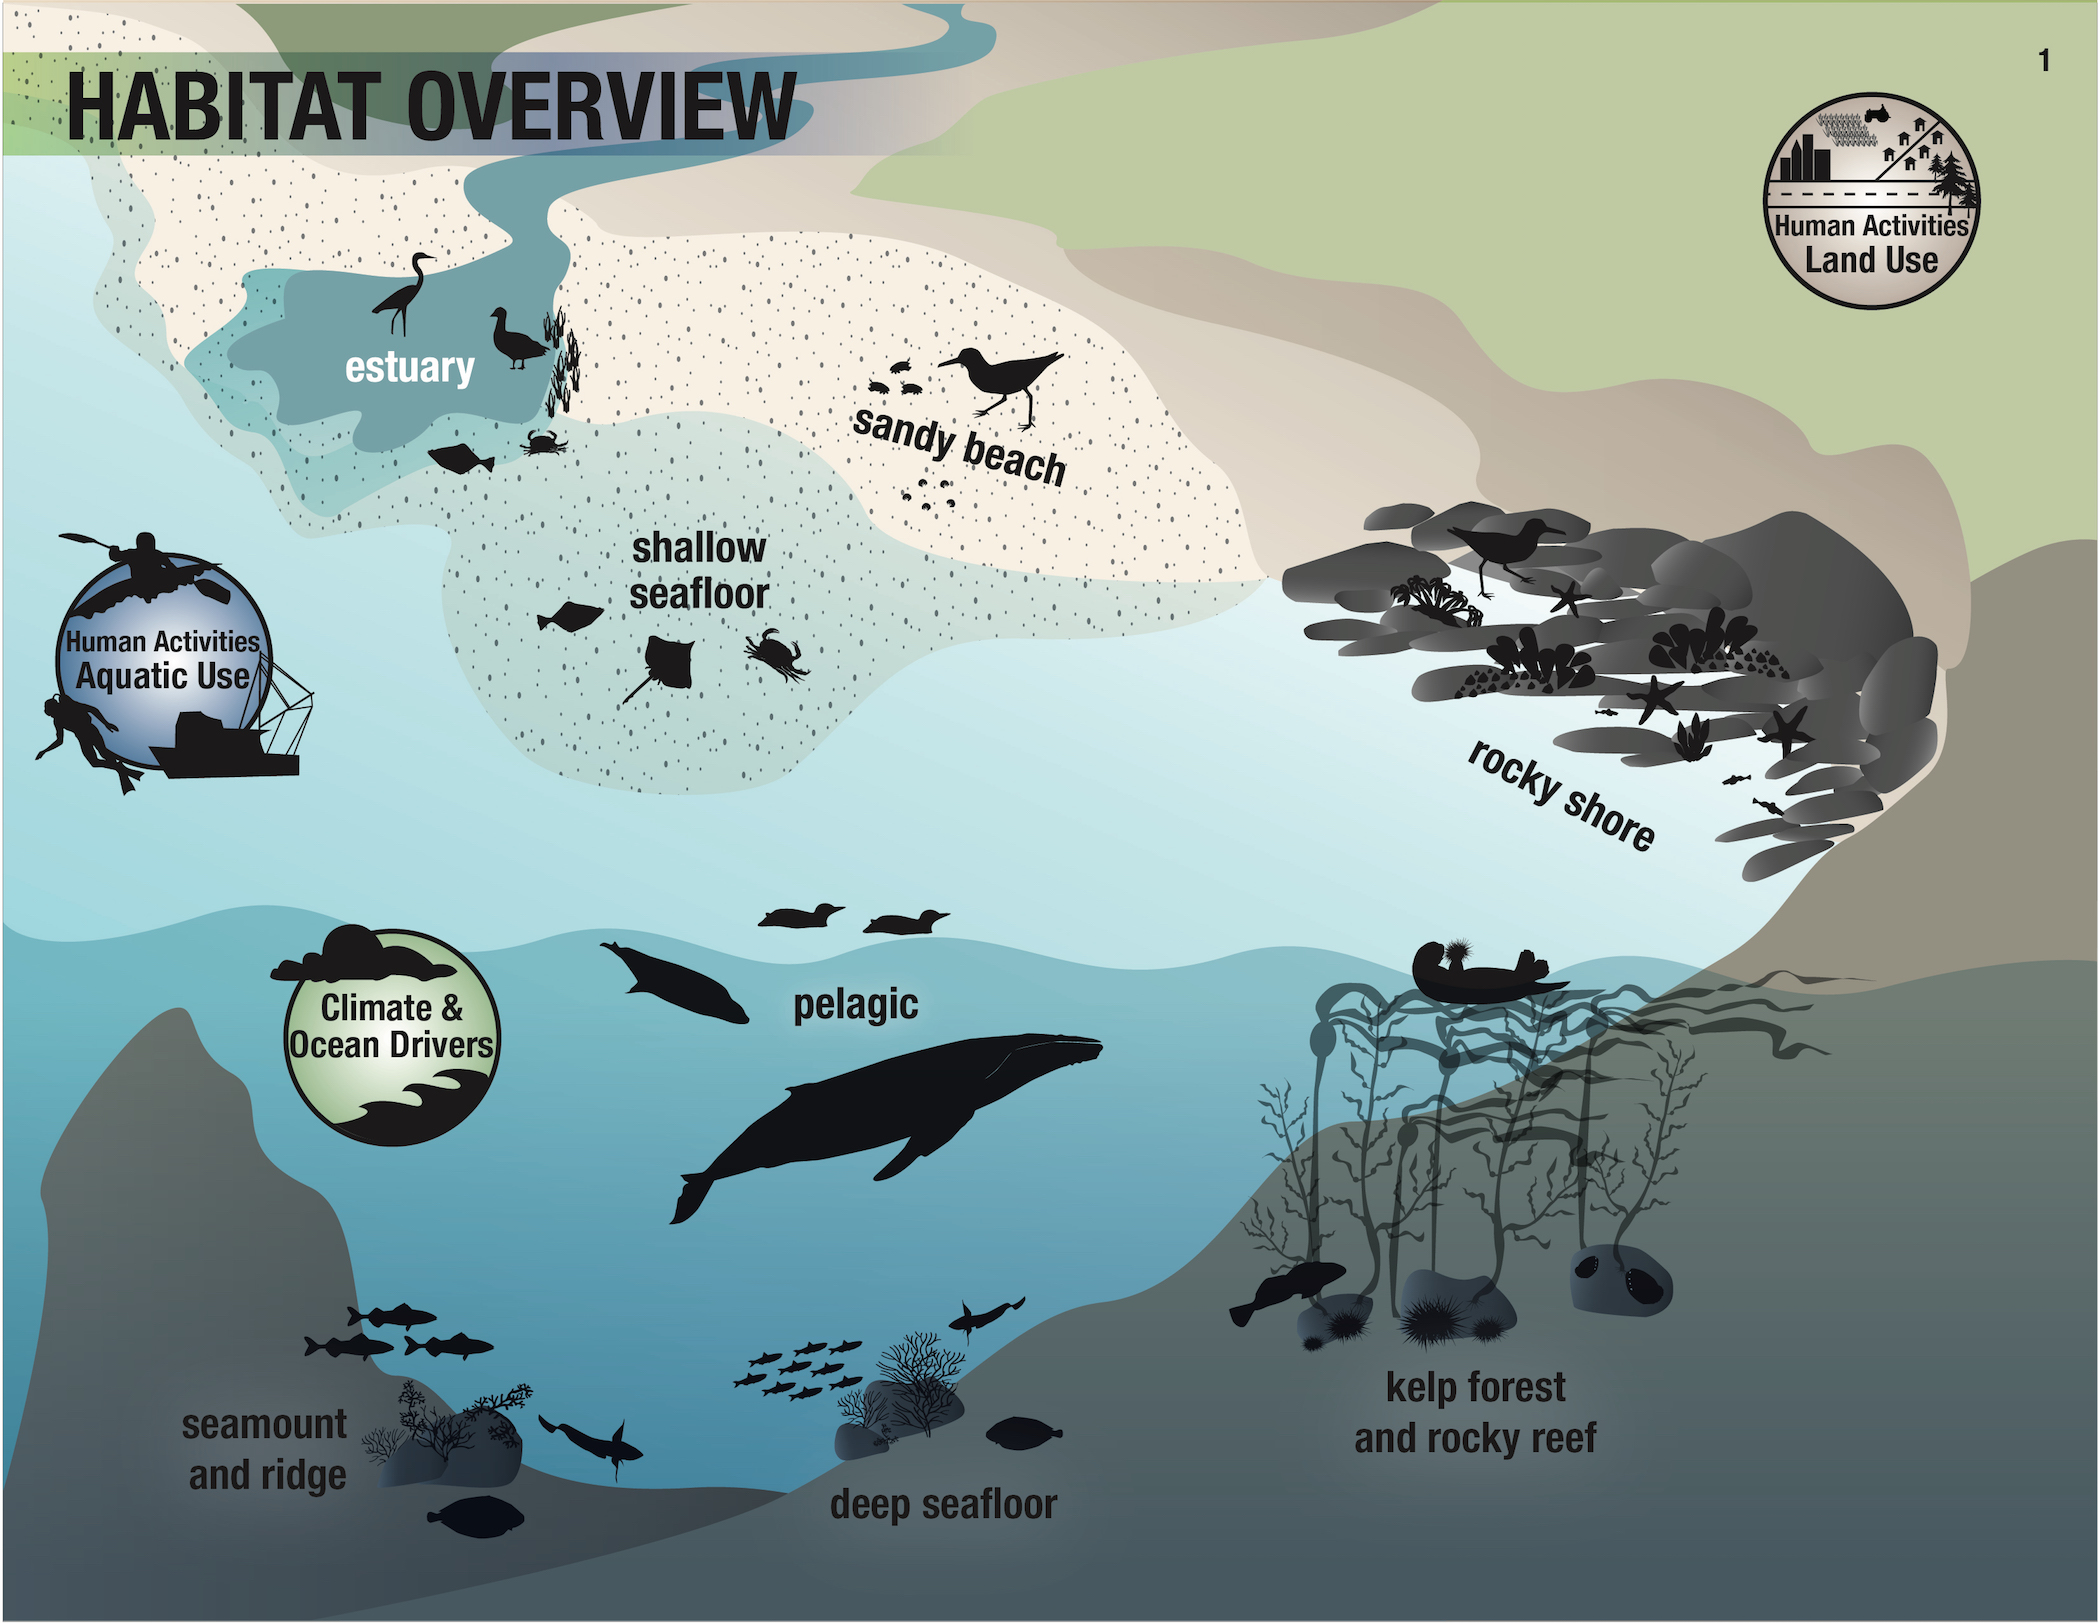 1
HABITAT OVERVIEW
Human Activities
Land Use
estuary
sandy beach
shallow
seafloor
Human Activities
Aquatic Use
rocky shore
pelagic
Climate &
Ocean Drivers
kelp forest
and rocky reef
seamount
and ridge
deep seafloor